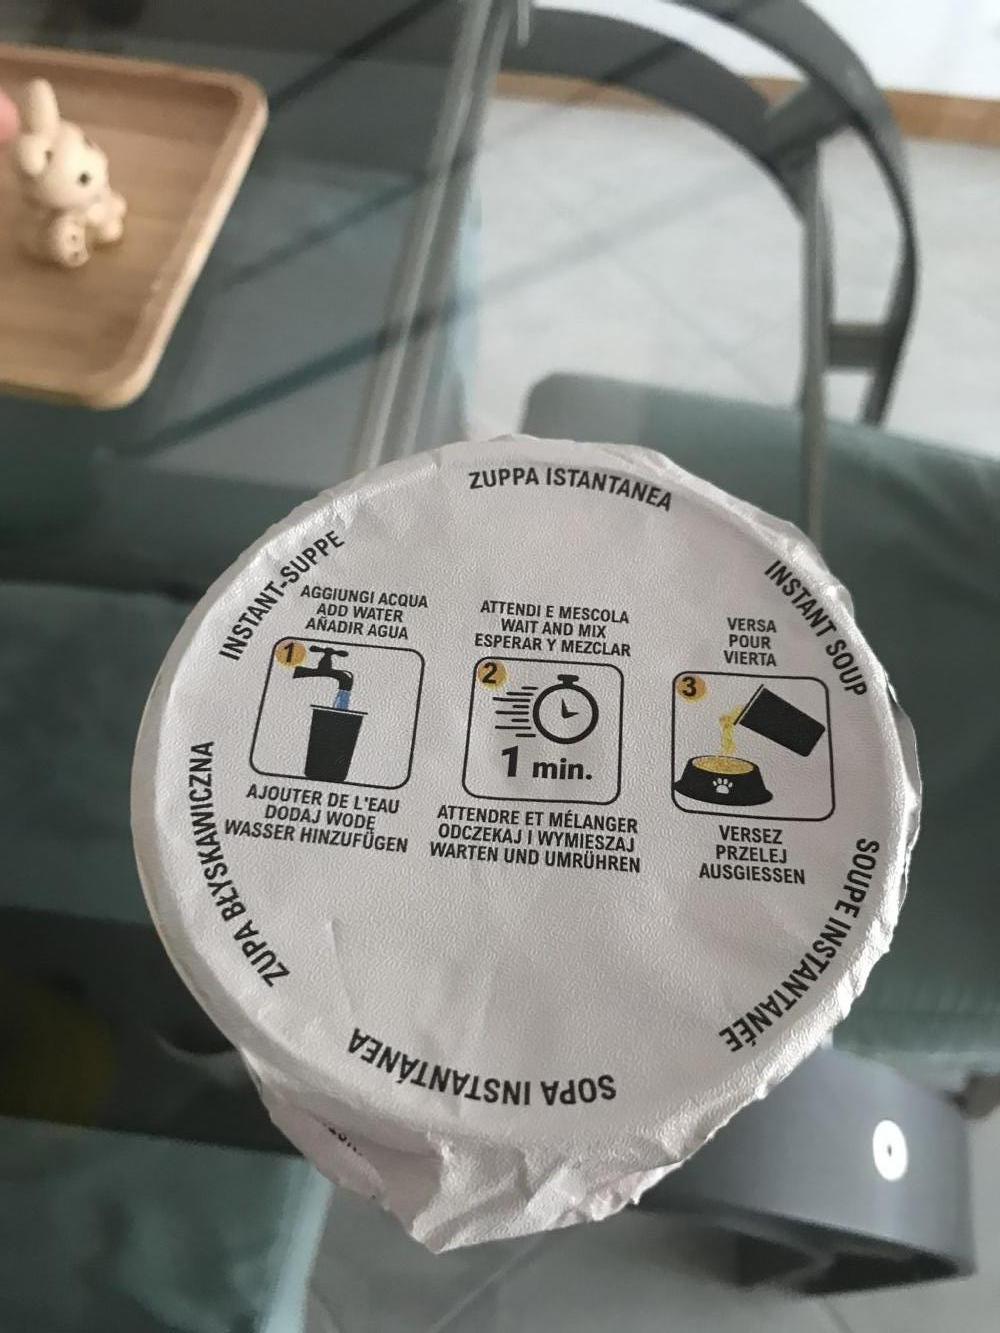 ZUPPA ISTANTANEA
INSTANT SOUP
SOUPE INSTANTANÉE
SOPA INSTANTÁNEA
ZUPA BŁYSKAWICZNA
INSTANT-SUPPE
AGGIUNGI ACQUA
ADD WATER
AÑADIR AGUA
1
AJOUTER DE L'EAU
DODAJ WODĘ
WASSER HINZUFÜGEN
ATTENDI E MESCOLA
WAIT AND MIX
ESPERAR Y MEZCLAR
2
1 min.
ATTENDRE ET MÉLANGER
ODCZEKAJ I WYMIESZAJ
WARTEN UND UMRÜHREN
VERSA
POUR
VIERTA
3
VERSEZ
PRZELEJ
AUSGIESSEN